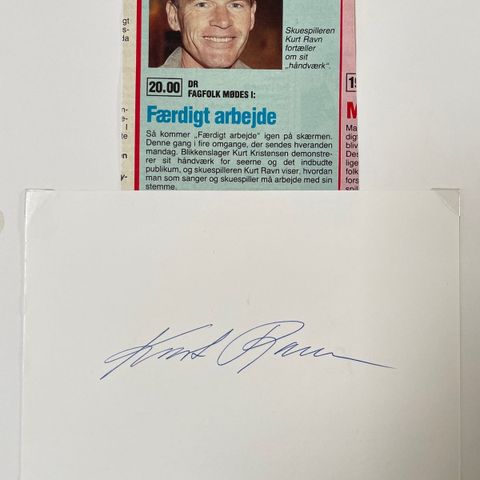 Skuespilleren
Kurt Ravn
fortæller
om sit
„håndværk“.
20.00 DR
FAGFOLK MØDES I:
Færdigt arbejde
Så kommer „Færdigt arbejde“ igen på skærmen.
Denne gang i fire omgange, der sendes hveranden
mandag. Blikkenslager Kurt Kristensen demonstre-
rer sit håndværk for seerne og det indbudte
publikum, og skuespilleren Kurt Ravn viser, hvordan
man som sanger og skuespiller må arbejde med sin
stemme.
Kurt Ravn